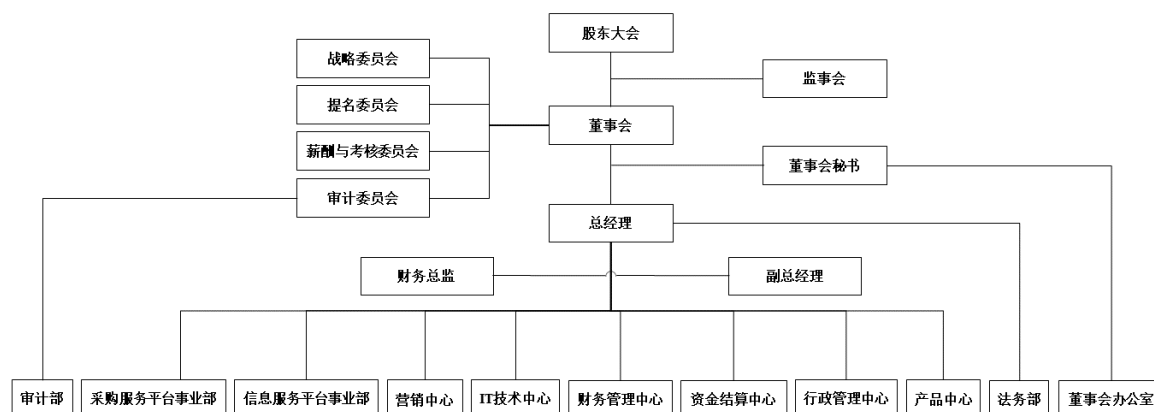 股东大会
战略委员会
监事会
提名委员会
董事会
薪酬与考核委员会
董事会秘书
审计委员会
总经理
财务总监
副总经理
审计部
采购服务平台事业部
信息服务平台事业部
营销中心
IT技术中心
财务管理中心
资金结算中心
行政管理中心
产品中心
法务部
董事会办公室